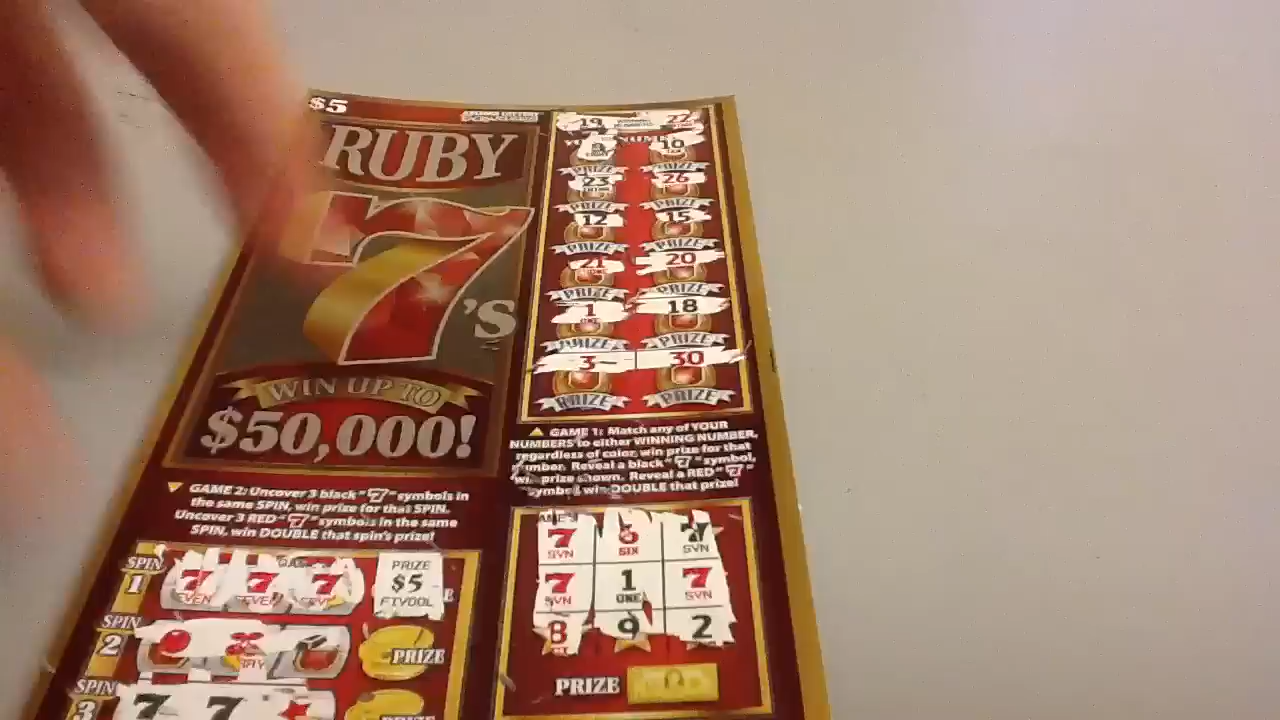 $5
RUBY
7's
WIN UP TO
$50,000!
GAME 2: Uncover 3 black "7" symbols in
the same SPIN, win prize for that SPIN.
Uncover 3 RED "7" symbols in the same
SPIN, win DOUBLE that spin's prize!
SPIN 1 7 7 7 PRIZE
$5
FIVDOL
SPIN 2 PRIZE
SPIN 3 7 7
19 27
10
PRIZE PRIZE
23 26
PRIZE PRIZE
12 15
PRIZE PRIZE
21 20
PRIZE PRIZE
1 18
ONE
PRIZE PRIZE
3 30
PRIZE PRIZE
GAME 1: Match any of YOUR
NUMBERS to either WINNING NUMBER,
regardless of color, win prize for that
number. Reveal a black "7" symbol,
win prize shown. Reveal a RED "7"
symbol, win DOUBLE that prize!
7 6 7
SVN SIX SVN
7 1 7
SVN ONE SVN
8 9 2
PRIZE